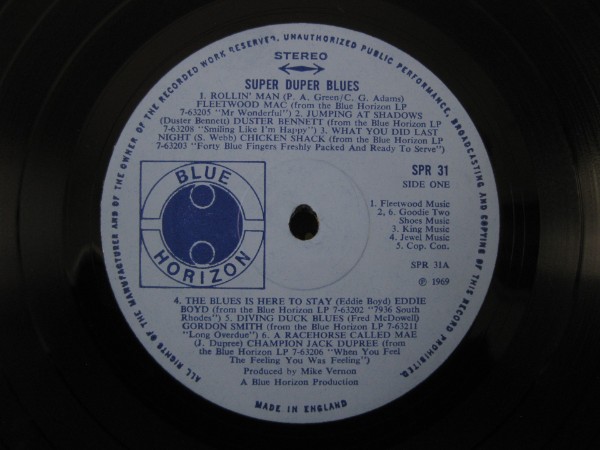 ALL RIGHTS OF THE MANUFACTURER AND OF THE OWNER OF THE RECORDED WORK RESERVED. UNAUTHORIZED PUBLIC PERFORMANCE, BROADCASTING AND COPYING OF THIS RECORD PROHIBITED.
STEREO
SUPER DUPER BLUES
1. ROLLIN' MAN (P. A. Green/C. G. Adams)
FLEETWOOD MAC (from the Blue Horizon LP
7-63205 "Mr Wonderful") 2. JUMPING AT SHADOWS
(Duster Bennett) DUSTER BENNETT (from the Blue Horizon LP
7-63208 "Smiling Like I'm Happy") 3. WHAT YOU DID LAST
NIGHT (S. Webb) CHICKEN SHACK (from the Blue Horizon LP
7-63203 "Forty Blue Fingers Freshly Packed And Ready To Serve")
BLUE
HORIZON
SPR 31
SIDE ONE
1. Fleetwood Music
2, 6. Goodie Two
Shoes Music
3. King Music
4. Jewel Music
5. Cop. Con.
SPR 31A
℗ 1969
4. THE BLUES IS HERE TO STAY (Eddie Boyd) EDDIE
BOYD (from the Blue Horizon LP 7-63202 "7936 South
Rhodes") 5. DIVING DUCK BLUES (Fred McDowell)
GORDON SMITH (from the Blue Horizon LP 7-63211
"Long Overdue") 6. A RACEHORSE CALLED MAE
(J. Dupree) CHAMPION JACK DUPREE (from the Blue
Horizon LP 7-63206 "When You Feel
The Feeling You Was Feeling")
Produced by Mike Vernon
A Blue Horizon Production
MADE IN ENGLAND